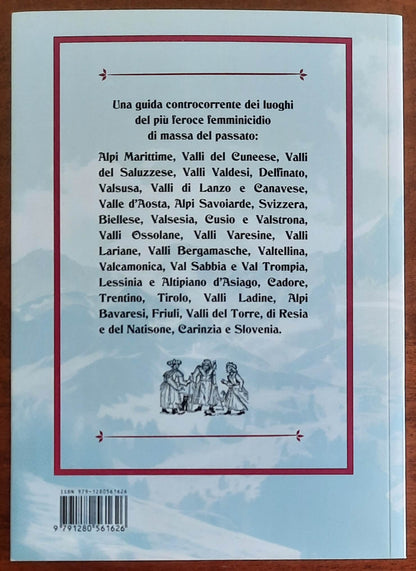 Una guida controcorrente dei luoghi
del più feroce femminicidio
di massa del passato:
Alpi Marittime, Valli del Cuneese, Valli
del Saluzzese, Valli Valdesi, Delfinato,
Valsusa, Valli di Lanzo e Canavese,
Valle d'Aosta, Alpi Savoiarde, Svizzera,
Biellese, Valsesia, Cusio e Valstrona,
Valli Ossolane, Valli Varesine, Valli
Lariane, Valli Bergamasche, Valtellina,
Valcamonica, Val Sabbia e Val Trompia,
Lessinia e Altipiano d'Asiago, Cadore,
Trentino, Tirolo, Valli Ladine, Alpi
Bavaresi, Friuli, Valli del Torre, di Resia
e del Natisone, Carinzia e Slovenia.
ISBN 979-1280561626
9 791280 561626